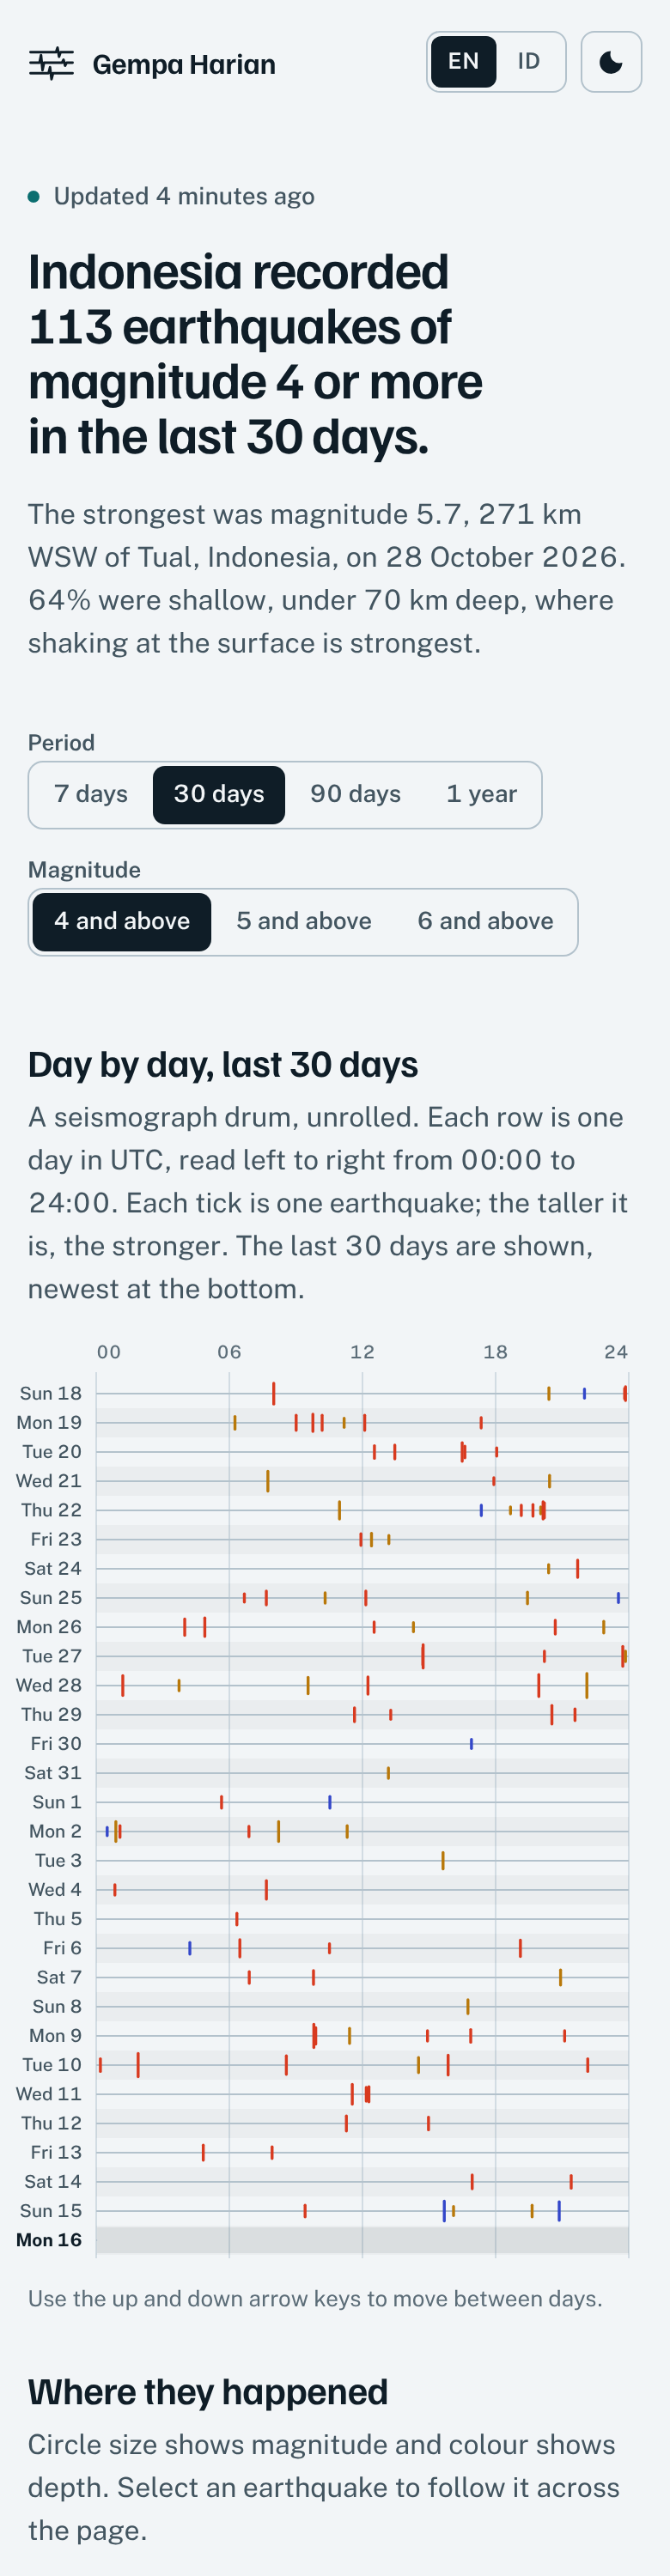 Gempa Harian
EN ID
Updated 4 minutes ago
Indonesia recorded
113 earthquakes of
magnitude 4 or more
in the last 30 days.
The strongest was magnitude 5.7, 271 km
WSW of Tual, Indonesia, on 28 October 2026.
64% were shallow, under 70 km deep, where
shaking at the surface is strongest.
Period
7 days 30 days 90 days 1 year
Magnitude
4 and above 5 and above 6 and above
Day by day, last 30 days
A seismograph drum, unrolled. Each row is one
day in UTC, read left to right from 00:00 to
24:00. Each tick is one earthquake; the taller it
is, the stronger. The last 30 days are shown,
newest at the bottom.
00 06 12 18 24
Sun 18
Mon 19
Tue 20
Wed 21
Thu 22
Fri 23
Sat 24
Sun 25
Mon 26
Tue 27
Wed 28
Thu 29
Fri 30
Sat 31
Sun 1
Mon 2
Tue 3
Wed 4
Thu 5
Fri 6
Sat 7
Sun 8
Mon 9
Tue 10
Wed 11
Thu 12
Fri 13
Sat 14
Sun 15
Mon 16
Use the up and down arrow keys to move between days.
Where they happened
Circle size shows magnitude and colour shows
depth. Select an earthquake to follow it across
the page.